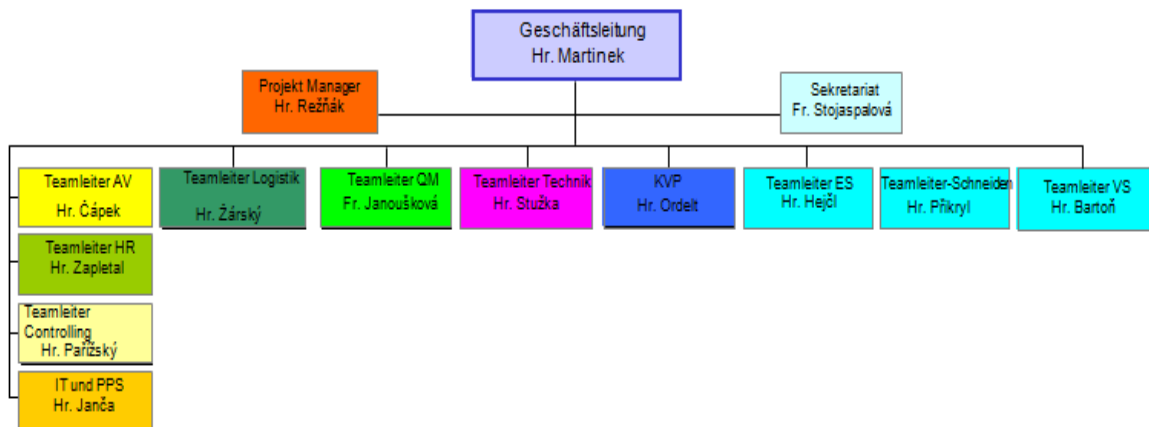 Geschäftsleitung
Hr. Martinek
Projekt Manager
Hr. Režňák
Sekretariat
Fr. Stojaspalová
Teamleiter AV
Hr. Čápek
Teamleiter Logistik
Hr. Žárský
Teamleiter QM
Fr. Janoušková
Teamleiter Technik
Hr. Stužka
KVP
Hr. Ordelt
Teamleiter ES
Hr. Hejčl
Teamleiter-Schneiden
Hr. Přikryl
Teamleiter VS
Hr. Bartoň
Teamleiter HR
Hr. Zapletal
Teamleiter
Controlling
Hr. Pařížský
IT und PPS
Hr. Janča